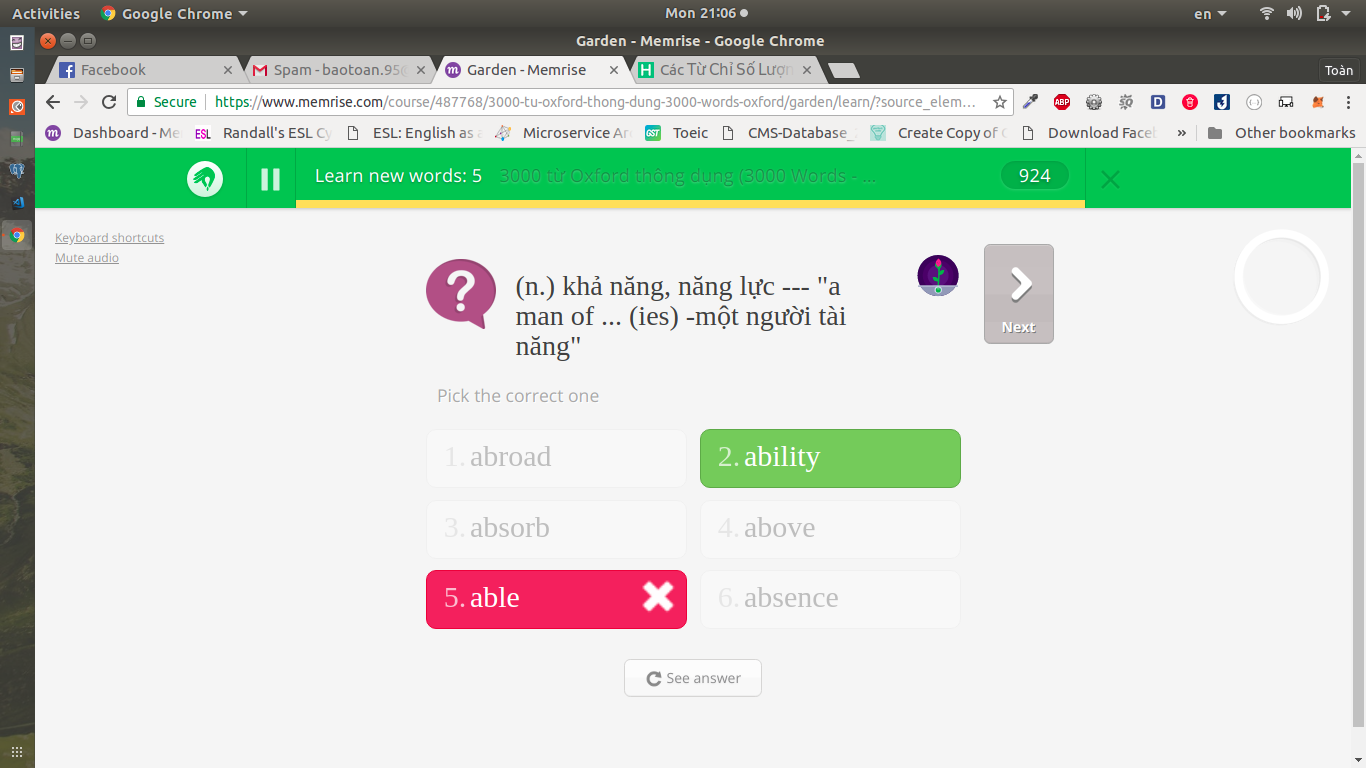 Activities Google Chrome Mon 21:06 en
Garden - Memrise - Google Chrome
Facebook Spam - baotoan.95@ Garden - Memrise Các Từ Chỉ Số Lượn Toàn
Secure https://www.memrise.com/course/487768/3000-tu-oxford-thong-dung-3000-words-oxford/garden/learn/?source_elem... ABP
Dashboard - Me ESL Randall's ESL Cy ESL: English as a Microservice Ar GST Toeic CMS-Database_ Create Copy of Download Faceb » Other bookmarks
Learn new words: 5 3000 từ Oxford thông dụng (3000 Words - ... 924
Keyboard shortcuts
Mute audio
(n.) khả năng, năng lực --- "a
man of ... (ies) -một người tài
năng"
Next
Pick the correct one
1. abroad 2. ability
3. absorb 4. above
5. able 6. absence
See answer